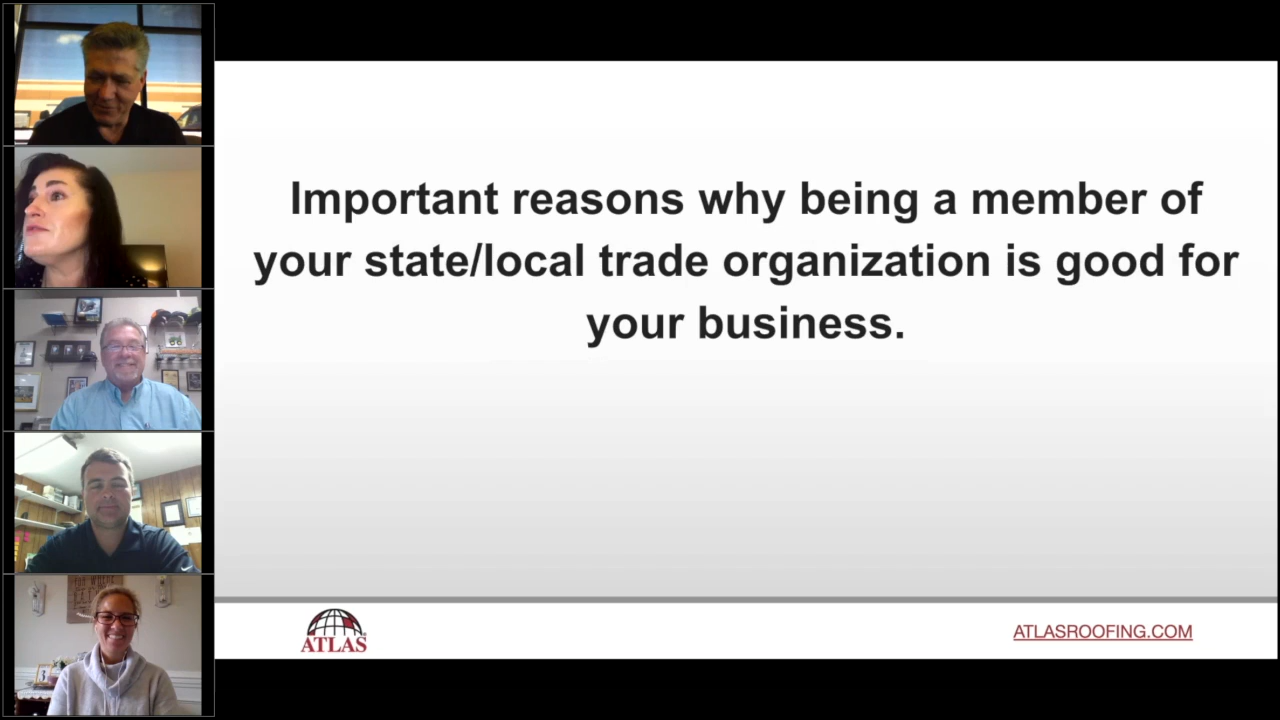 Important reasons why being a member of
your state/local trade organization is good for
your business.
ATLAS
ATLASROOFING.COM